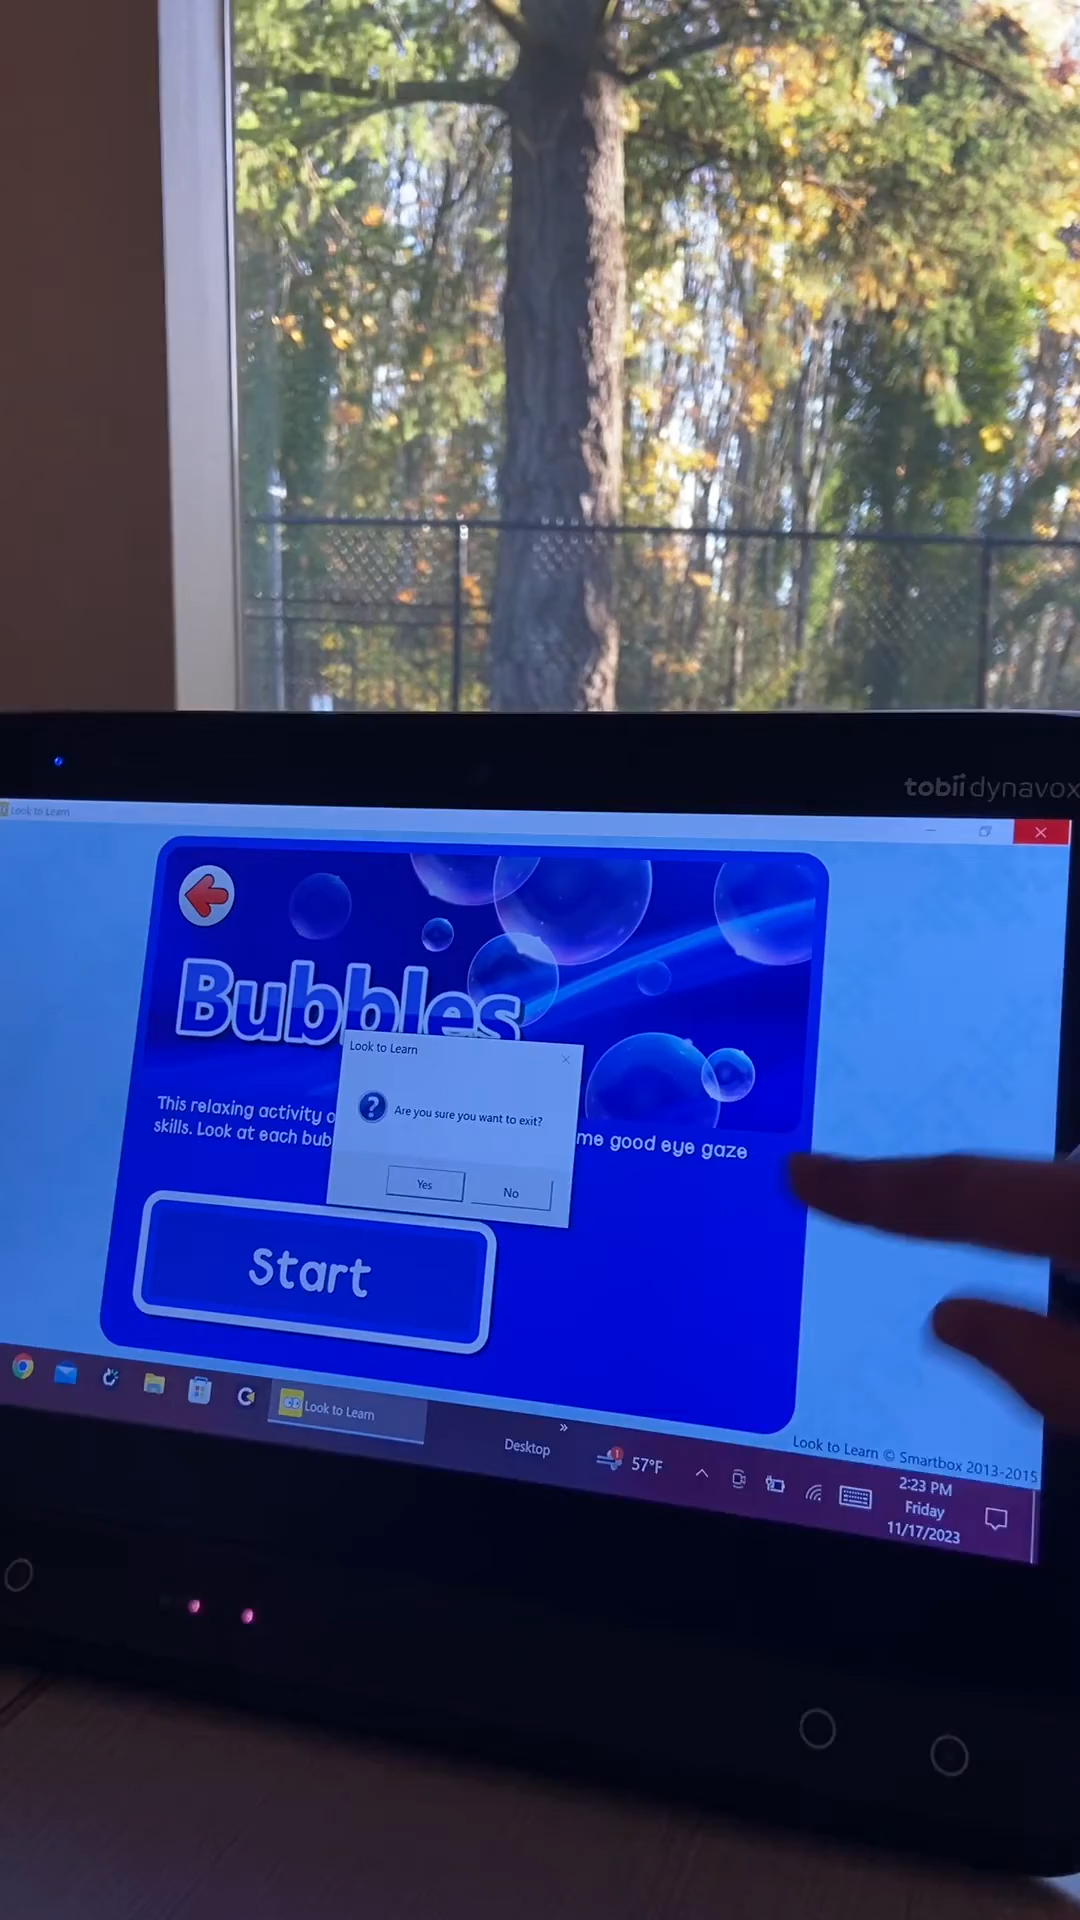 tobii dynavox
Look to Learn
Bubbles
Look to Learn
Are you sure you want to exit?
Yes
No
This relaxing activity
me good eye gaze
skills. Look at each bub
Start
Look to Learn
Desktop
1
57°F
Look to Learn © Smartbox 2013-2015
2:23 PM
Friday
11/17/2023